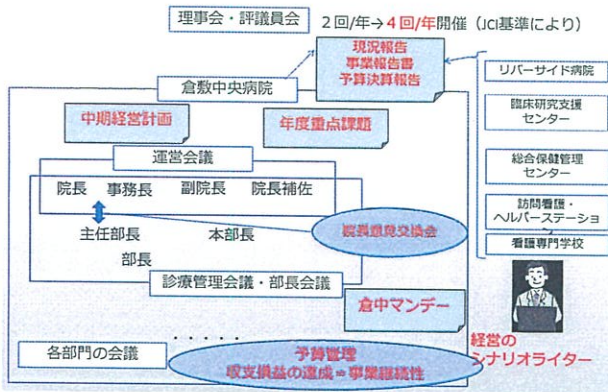 理事会・評議員会
２回/年→４回/年開催（JCI基準により）
現況報告
事業報告書
予算決算報告
倉敷中央病院
リバーサイド病院
臨床研究支援
センター
総合保健管理
センター
訪問看護・
ヘルパーステーション
看護専門学校
中期経営計画
年度重点課題
運営会議
院長 事務長 副院長 院長補佐
主任部長 本部長
部長
院長意見交換会
診療管理会議・部長会議
倉中マンデー
経営の
シナリオライター
・・・・・
各部門の会議
予算管理
収支損益の達成＝事業継続性